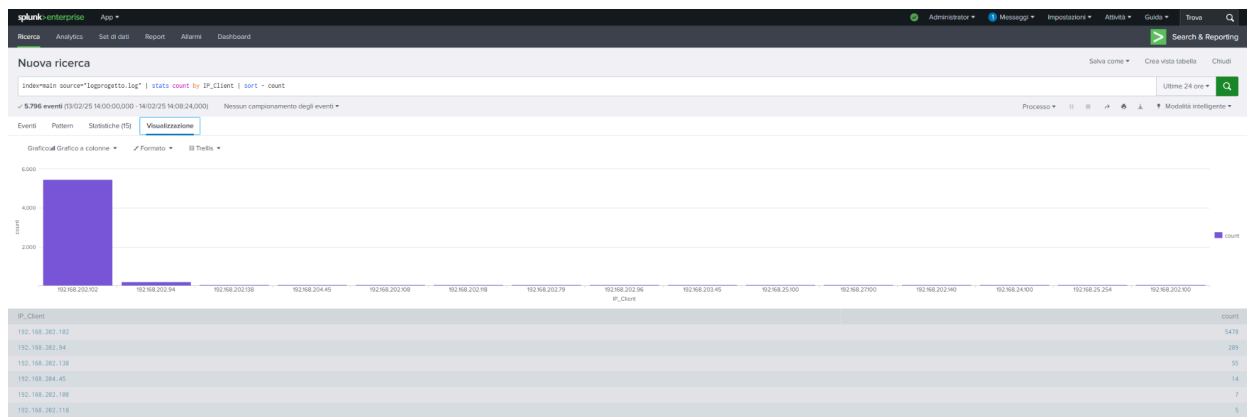 splunk>enterprise App ▾ Administrator ▾ 1 Messaggi ▾ Impostazioni ▾ Attività ▾ Guida ▾ Trova
Ricerca Analytics Set di dati Report Allarmi Dashboard Search & Reporting
Nuova ricerca Salva come ▾ Crea vista tabella Chiudi
index=main source="logprogetto.log" | stats count by IP_Client | sort - count Ultime 24 ore ▾
✓ 5.796 eventi (13/02/25 14:00:00,000 - 14/02/25 14:08:24,000) Nessun campionamento degli eventi ▾ Processo ▾ Modalità intelligente ▾
Eventi Pattern Statistiche (15) Visualizzazione
Grafico: Grafico a colonne ▾ Formato ▾ Trellis ▾
6.000
4.000
2.000
count
count
192.168.202.102 192.168.202.94 192.168.202.138 192.168.204.45 192.168.202.108 192.168.202.118 192.168.202.79 192.168.202.96 192.168.203.45 192.168.25.100 192.168.27.100 192.168.202.140 192.168.24.100 192.168.25.254 192.168.202.100
IP_Client
IP_Client count
192.168.202.102 5478
192.168.202.94
192.168.202.138 55
192.168.204.45 14
192.168.202.108 7
192.168.202.118 5